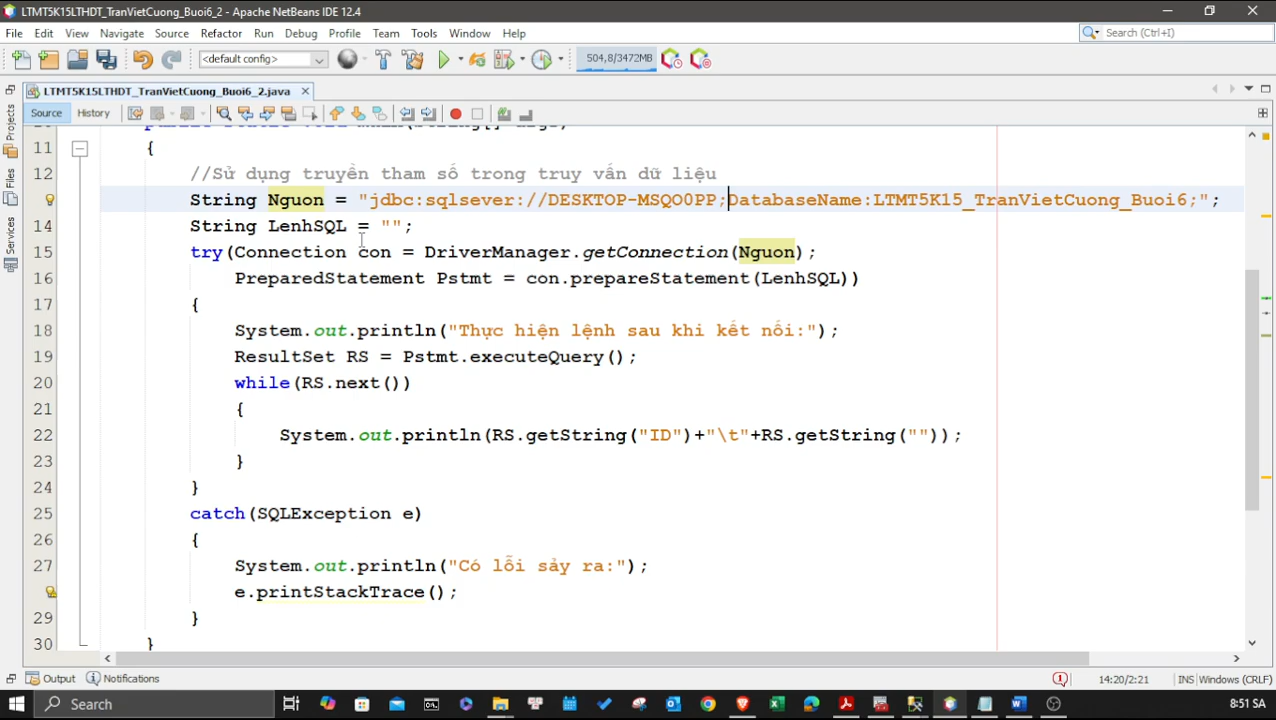 LTMT5K15LTHDT_TranVietCuong_Buoi6_2 - Apache NetBeans IDE 12.4
File Edit View Navigate Source Refactor Run Debug Profile Team Tools Window Help
Search (Ctrl+I)
<default config>
504,8/3472MB
LTMT5K15LTHDT_TranVietCuong_Buoi6_2.java
Source History
Projects
Files
Services
11 {
12 //Sử dụng truyền tham số trong truy vấn dữ liệu
String Nguon = "jdbc:sqlsever://DESKTOP-MSQO0PP;DatabaseName:LTMT5K15_TranVietCuong_Buoi6;";
14 String LenhSQL = "";
15 try(Connection con = DriverManager.getConnection(Nguon);
16 PreparedStatement Pstmt = con.prepareStatement(LenhSQL))
17 {
18 System.out.println("Thực hiện lệnh sau khi kết nối:");
19 ResultSet RS = Pstmt.executeQuery();
20 while(RS.next())
21 {
22 System.out.println(RS.getString("ID")+"\t"+RS.getString(""));
23 }
24 }
25 catch(SQLException e)
26 {
27 System.out.println("Có lỗi sảy ra:");
e.printStackTrace();
29 }
30 }
Output Notifications
14:20/2:21 INS Windows (CRLF)
Search
8:51 SA